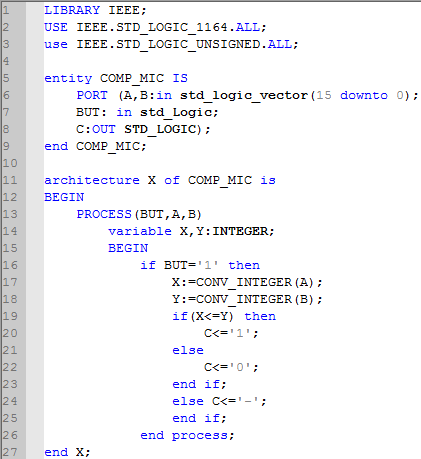 1 LIBRARY IEEE;
2 USE IEEE.STD_LOGIC_1164.ALL;
3 use IEEE.STD_LOGIC_UNSIGNED.ALL;
4
5 entity COMP_MIC IS
6     PORT (A,B:in std_logic_vector(15 downto 0);
7     BUT: in std_Logic;
8     C:OUT STD_LOGIC);
9 end COMP_MIC;
10
11 architecture X of COMP_MIC is
12 BEGIN
13     PROCESS(BUT,A,B)
14         variable X,Y:INTEGER;
15         BEGIN
16             if BUT='1' then
17                 X:=CONV_INTEGER(A);
18                 Y:=CONV_INTEGER(B);
19                 if(X<=Y) then
20                     C<='1';
21                 else
22                     C<='0';
23                 end if;
24                 else C<='-';
25                 end if;
26             end process;
27 end X;